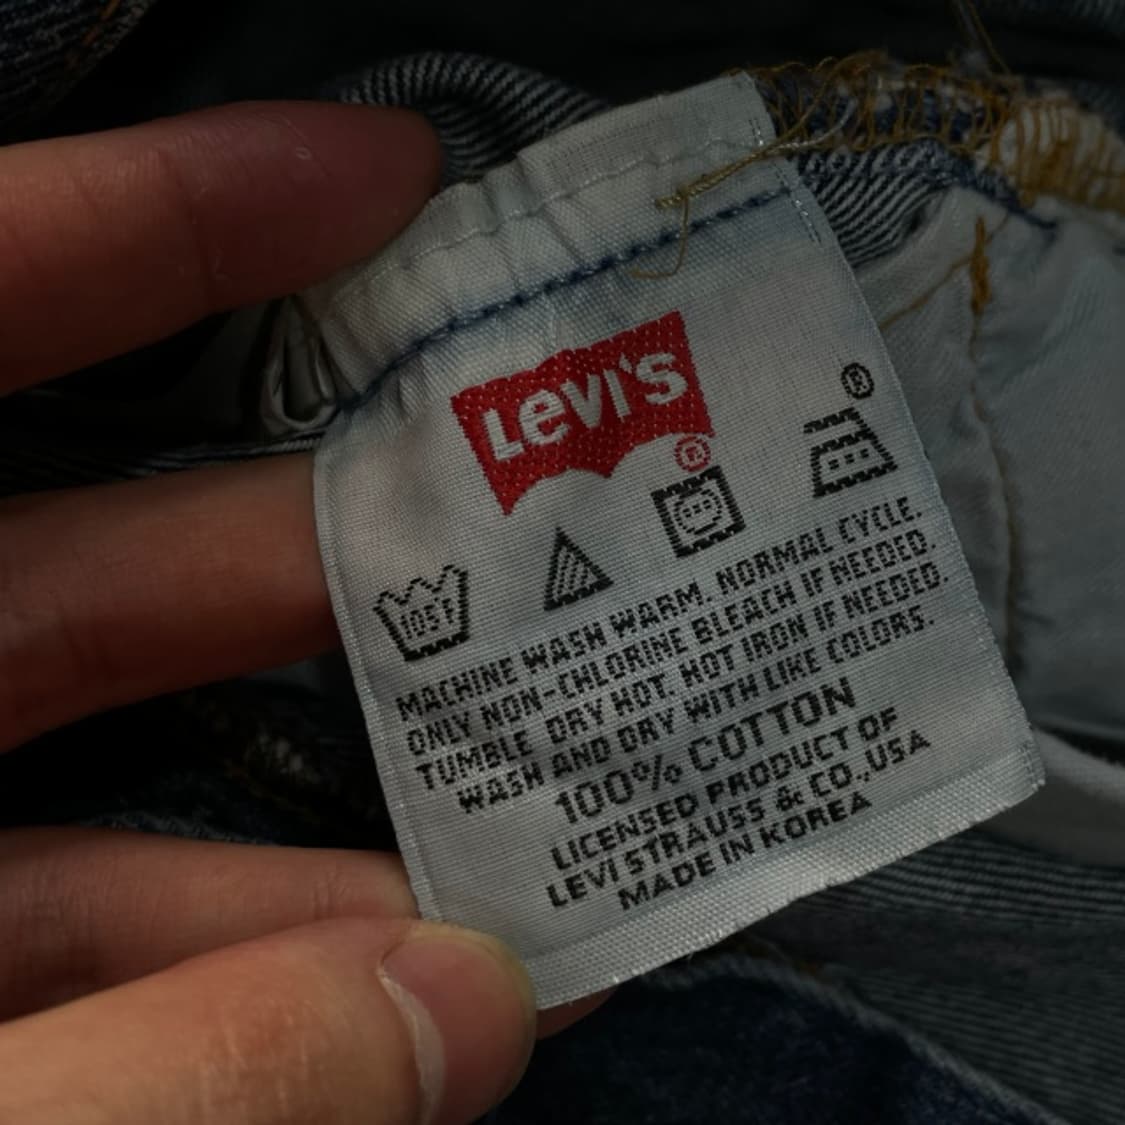 LEVI'S
®
®
105°F
MACHINE WASH WARM. NORMAL CYCLE.
ONLY NON-CHLORINE BLEACH IF NEEDED.
TUMBLE DRY HOT. HOT IRON IF NEEDED.
WASH AND DRY WITH LIKE COLORS.
100% COTTON
LICENSED PRODUCT OF
LEVI STRAUSS & CO.,USA
MADE IN KOREA